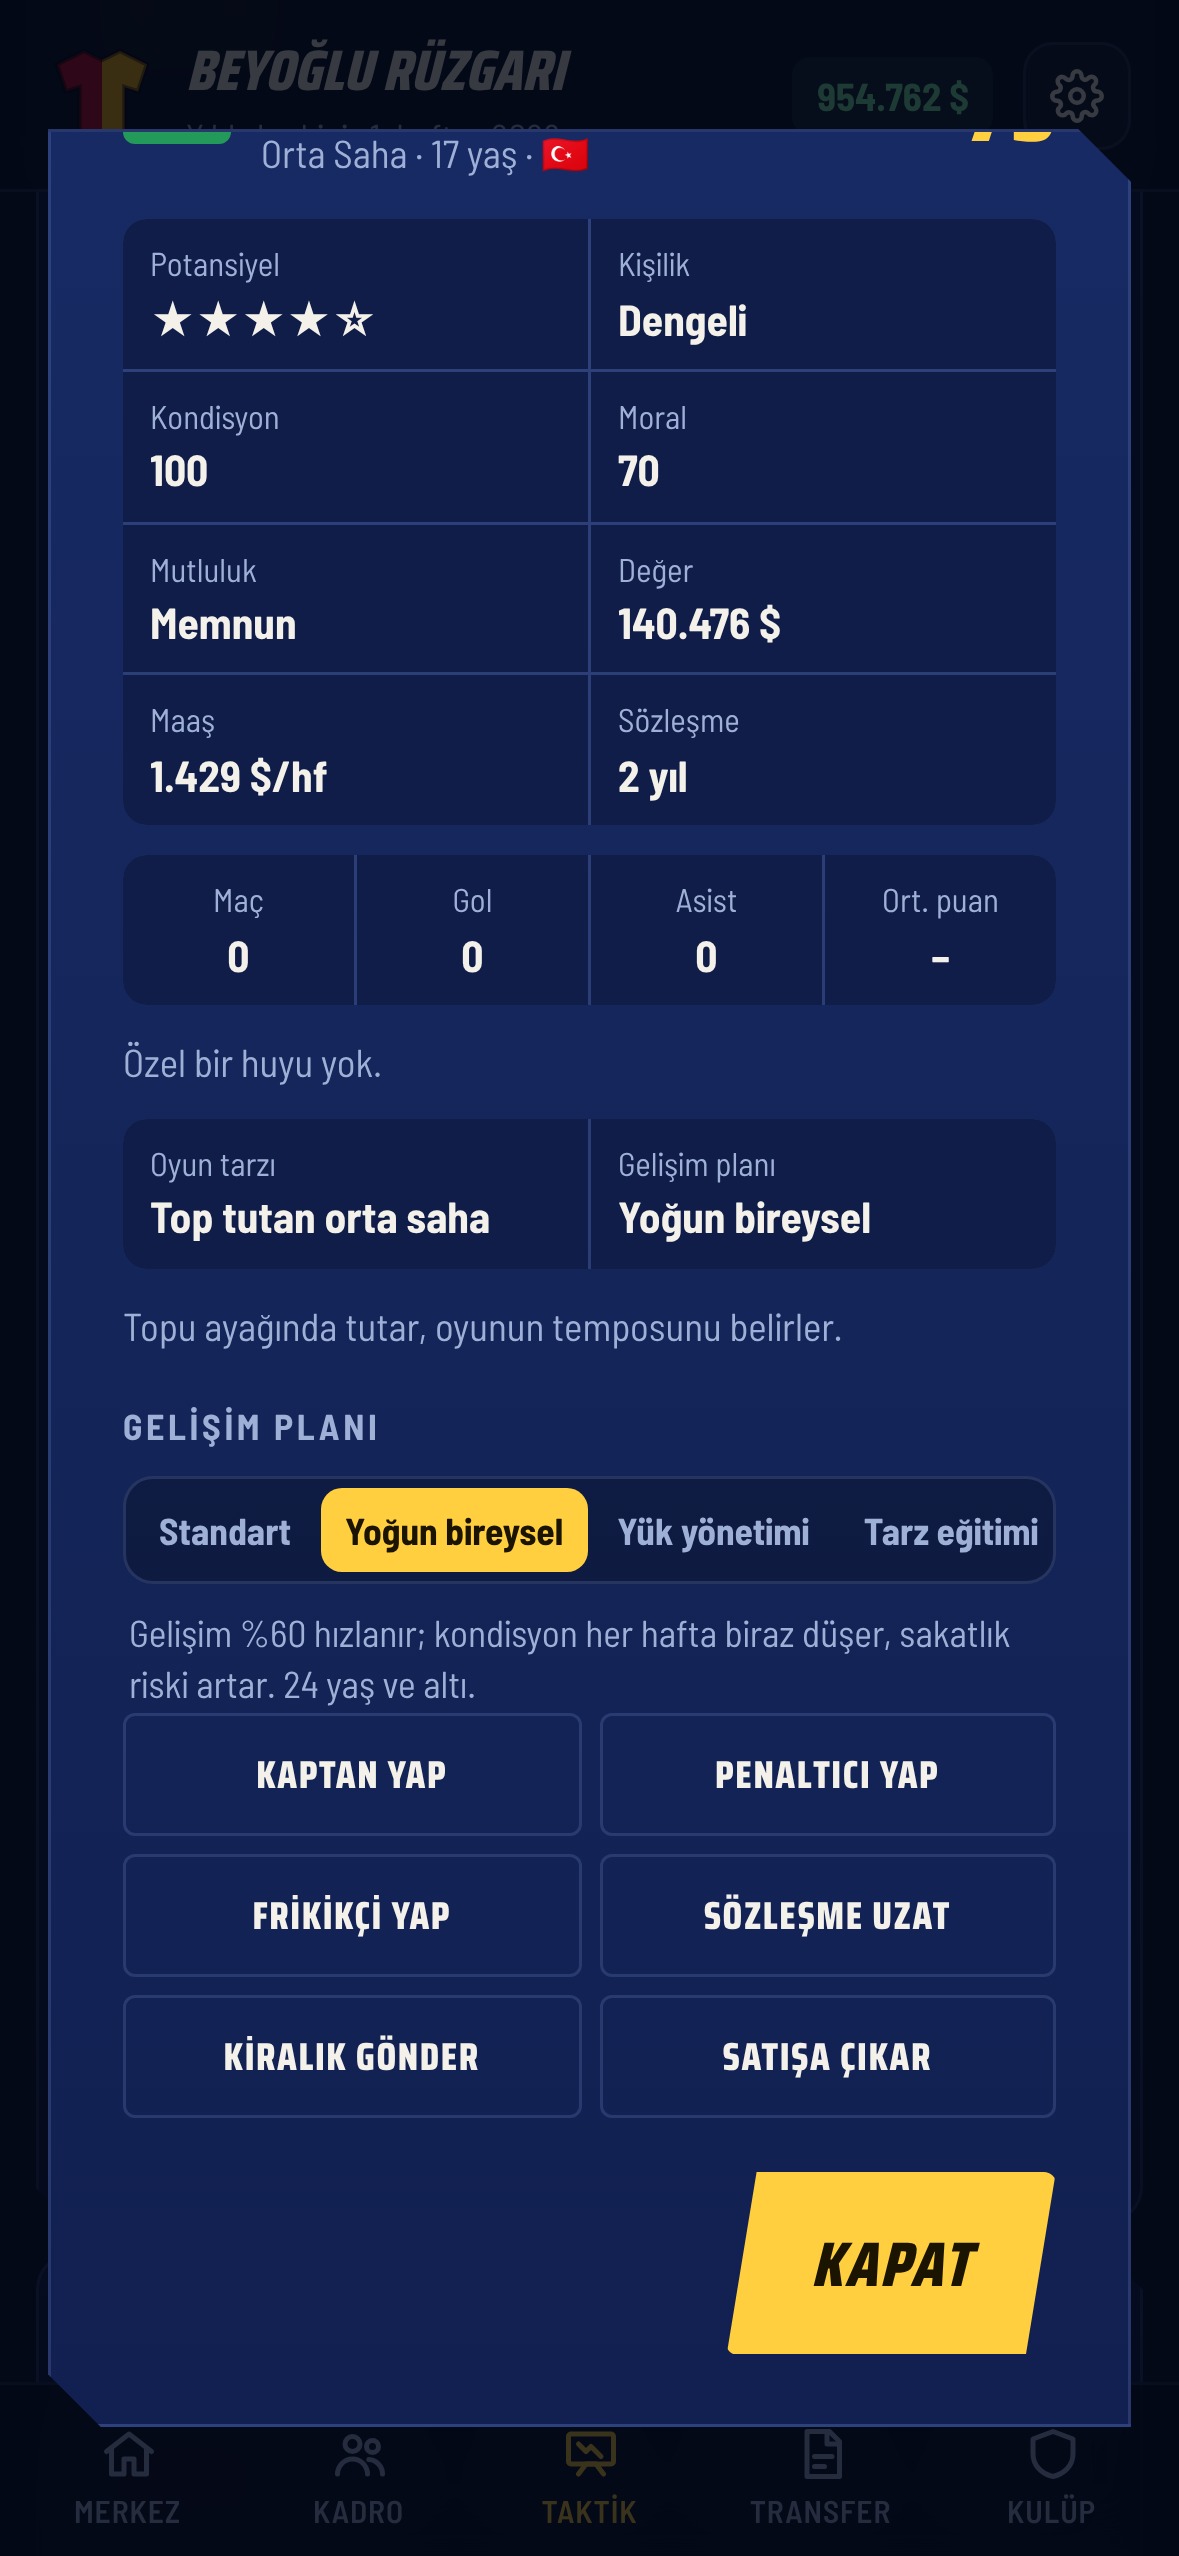 BEYOĞLU RÜZGARI
954.762 $
Orta Saha · 17 yaş · 🇹🇷
Potansiyel
★★★★☆
Kişilik
Dengeli
Kondisyon
100
Moral
70
Mutluluk
Memnun
Değer
140.476 $
Maaş
1.429 $/hf
Sözleşme
2 yıl
Maç
0
Gol
0
Asist
0
Ort. puan
–
Özel bir huyu yok.
Oyun tarzı
Top tutan orta saha
Gelişim planı
Yoğun bireysel
Topu ayağında tutar, oyunun temposunu belirler.
GELİŞİM PLANI
Standart
Yoğun bireysel
Yük yönetimi
Tarz eğitimi
Gelişim %60 hızlanır; kondisyon her hafta biraz düşer, sakatlık
riski artar. 24 yaş ve altı.
KAPTAN YAP
PENALTICI YAP
FRİKİKÇİ YAP
SÖZLEŞME UZAT
KİRALIK GÖNDER
SATIŞA ÇIKAR
KAPAT
MERKEZ
KADRO
TAKTİK
TRANSFER
KULÜP